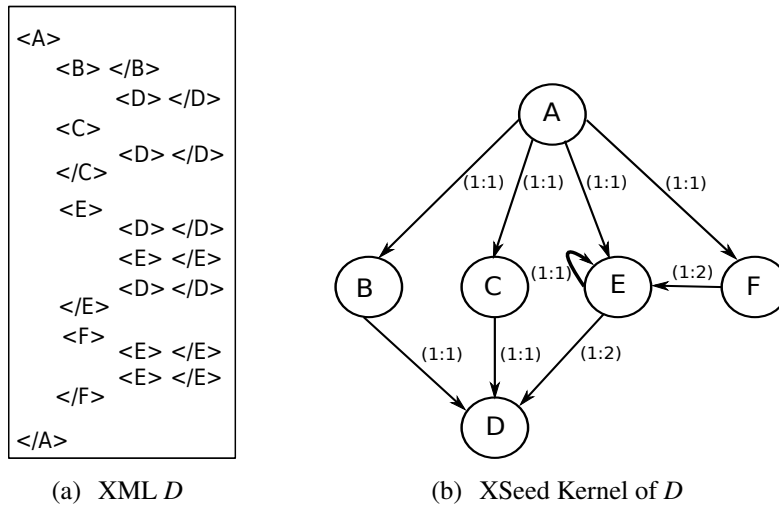 <A>
<B> </B>
<D> </D>
<C>
<D> </D>
</C>
<E>
<D> </D>
<E> </E>
<D> </D>
</E>
<F>
<E> </E>
<E> </E>
</F>
</A>
(a) XML D
A
(1:1) (1:1) (1:1) (1:1)
B C (1:1) E (1:2) F
(1:1) (1:1) (1:2)
D
(b) XSeed Kernel of D